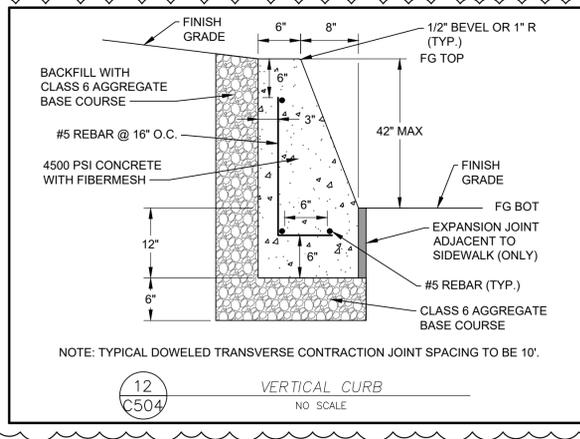 FINISH
GRADE
6"
8"
1/2" BEVEL OR 1" R
(TYP.)
FG TOP
BACKFILL WITH
CLASS 6 AGGREGATE
BASE COURSE
6"
3"
#5 REBAR @ 16" O.C.
42" MAX
4500 PSI CONCRETE
WITH FIBERMESH
FINISH
GRADE
FG BOT
6"
12"
EXPANSION JOINT
ADJACENT TO
SIDEWALK (ONLY)
6"
#5 REBAR (TYP.)
6"
CLASS 6 AGGREGATE
BASE COURSE
NOTE: TYPICAL DOWELED TRANSVERSE CONTRACTION JOINT SPACING TO BE 10'.
12
C504
VERTICAL CURB
NO SCALE